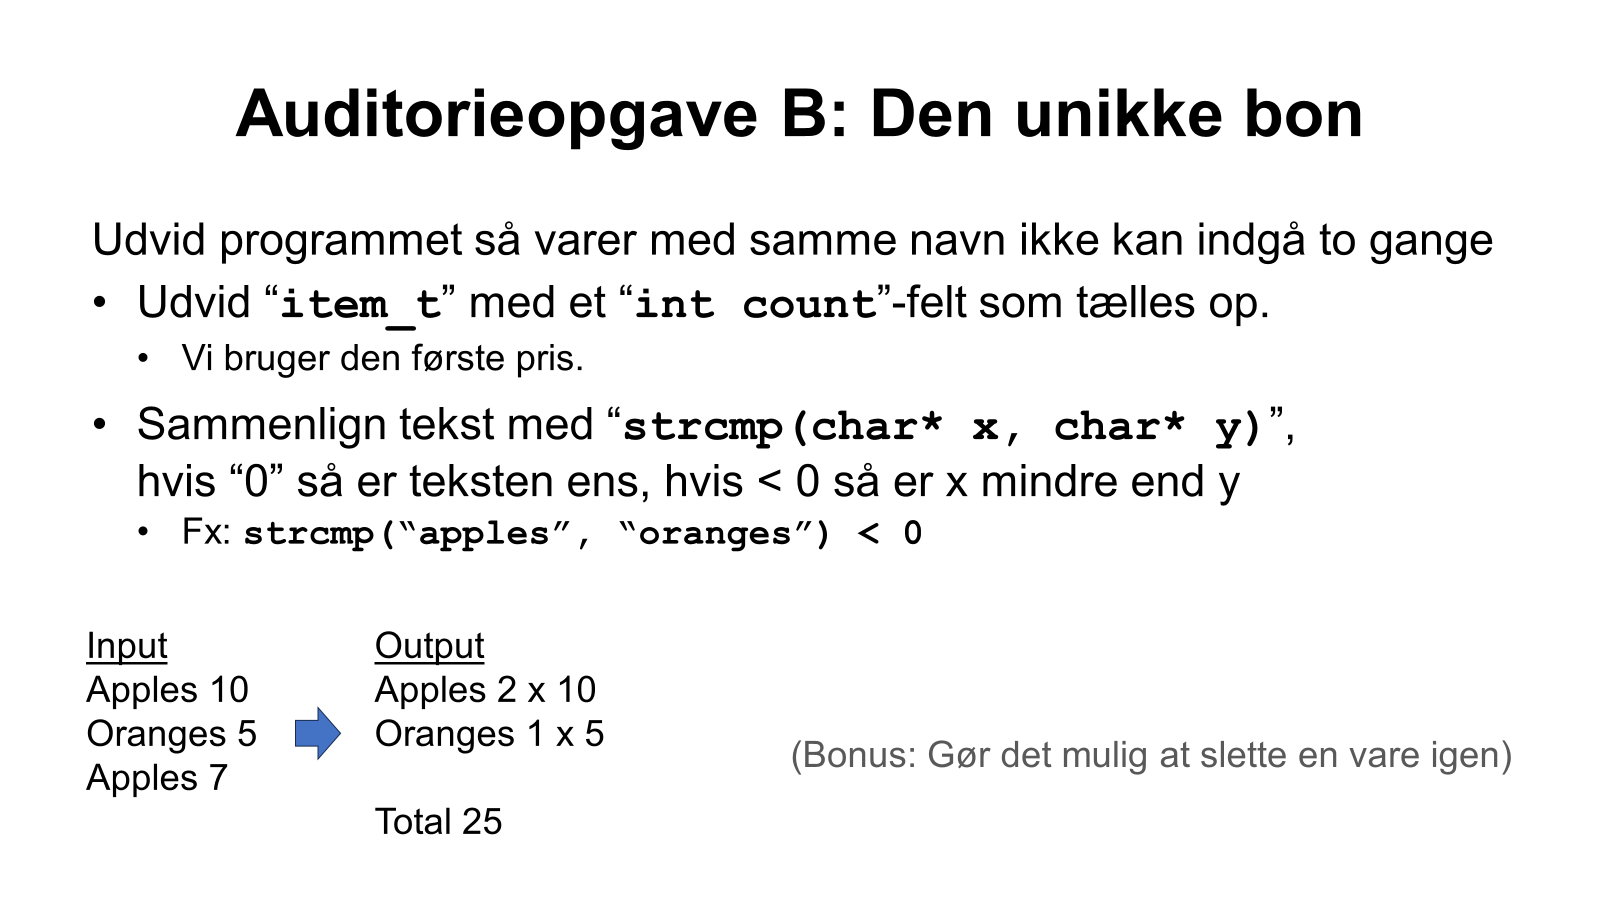 Auditorieopgave B: Den unikke bon
Udvid programmet så varer med samme navn ikke kan indgå to gange
• Udvid “item_t” med et “int count”-felt som tælles op.
• Vi bruger den første pris.
• Sammenlign tekst med “strcmp(char* x, char* y)”,
hvis “0” så er teksten ens, hvis < 0 så er x mindre end y
• Fx: strcmp(“apples”, “oranges”) < 0
Input
Apples 10
Oranges 5
Apples 7
Output
Apples 2 x 10
Oranges 1 x 5
Total 25
(Bonus: Gør det mulig at slette en vare igen)